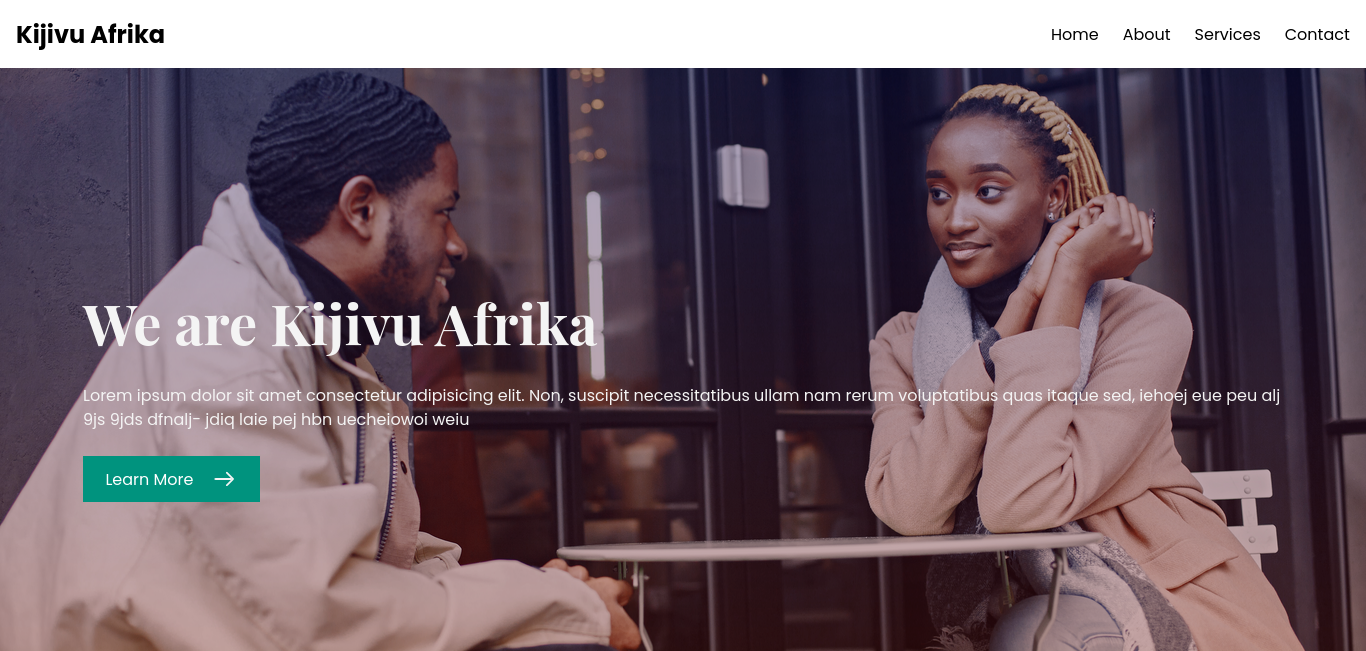 Kijivu Afrika
Home About Services Contact
We are Kijivu Afrika
Lorem ipsum dolor sit amet consectetur adipisicing elit. Non, suscipit necessitatibus ullam nam rerum voluptatibus quas itaque sed, iehoej eue peu alj
9js 9jds dfnalj- jdiq laie pej hbn uecheiowoi weiu
Learn More